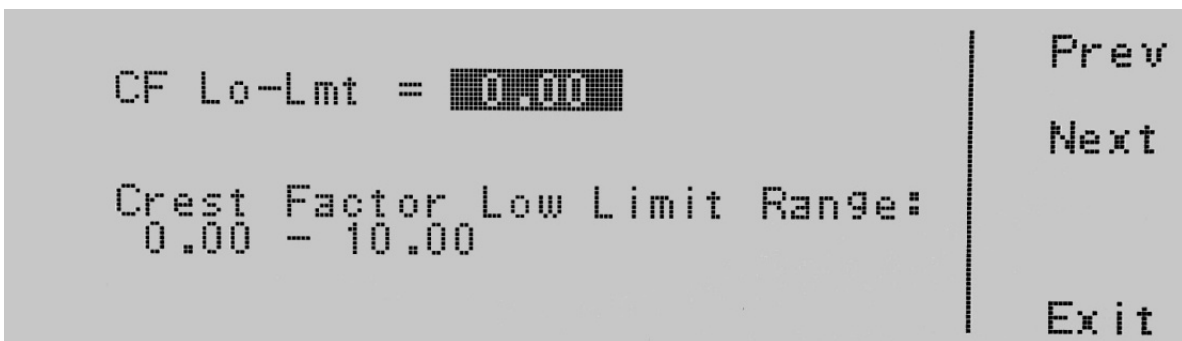 CF Lo-Lmt = 0.00
Crest Factor Low Limit Range:
0.00 - 10.00
Prev
Next
Exit